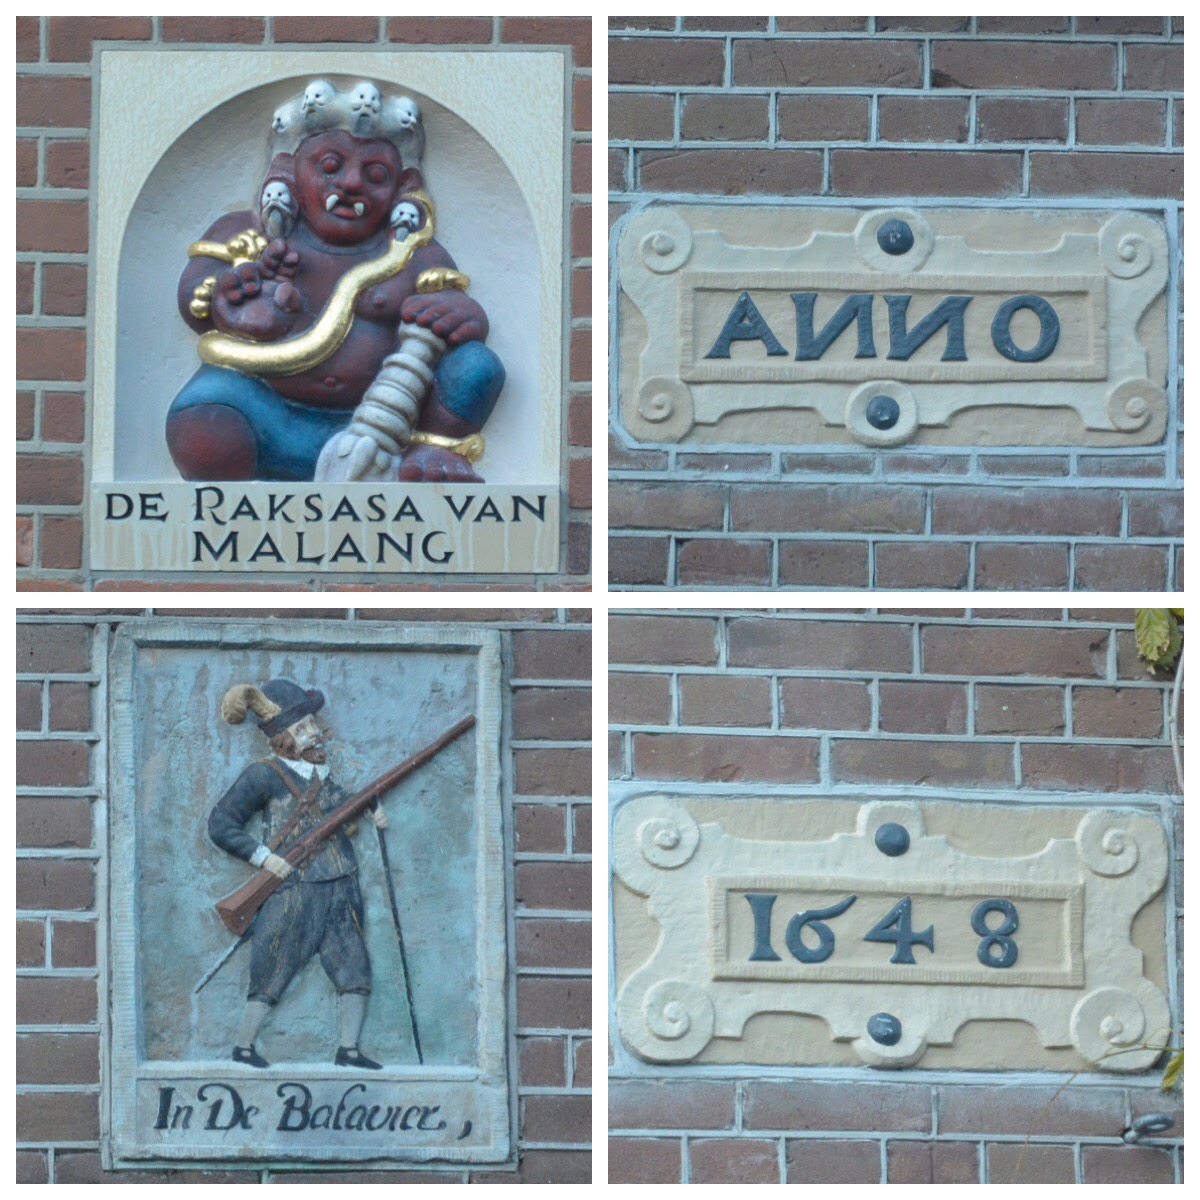 DE RAKSASA VAN
MALANG
ANNO
In De Batavier,
1648